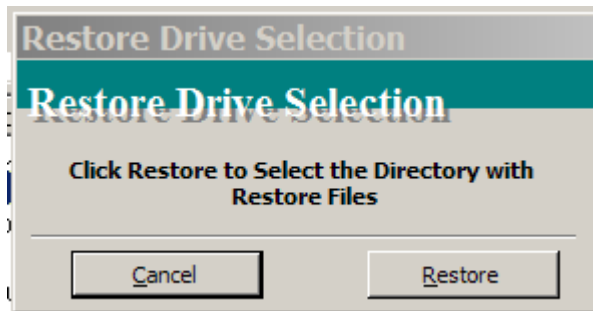 Restore Drive Selection
Restore Drive Selection
Click Restore to Select the Directory with
Restore Files
Cancel
Restore